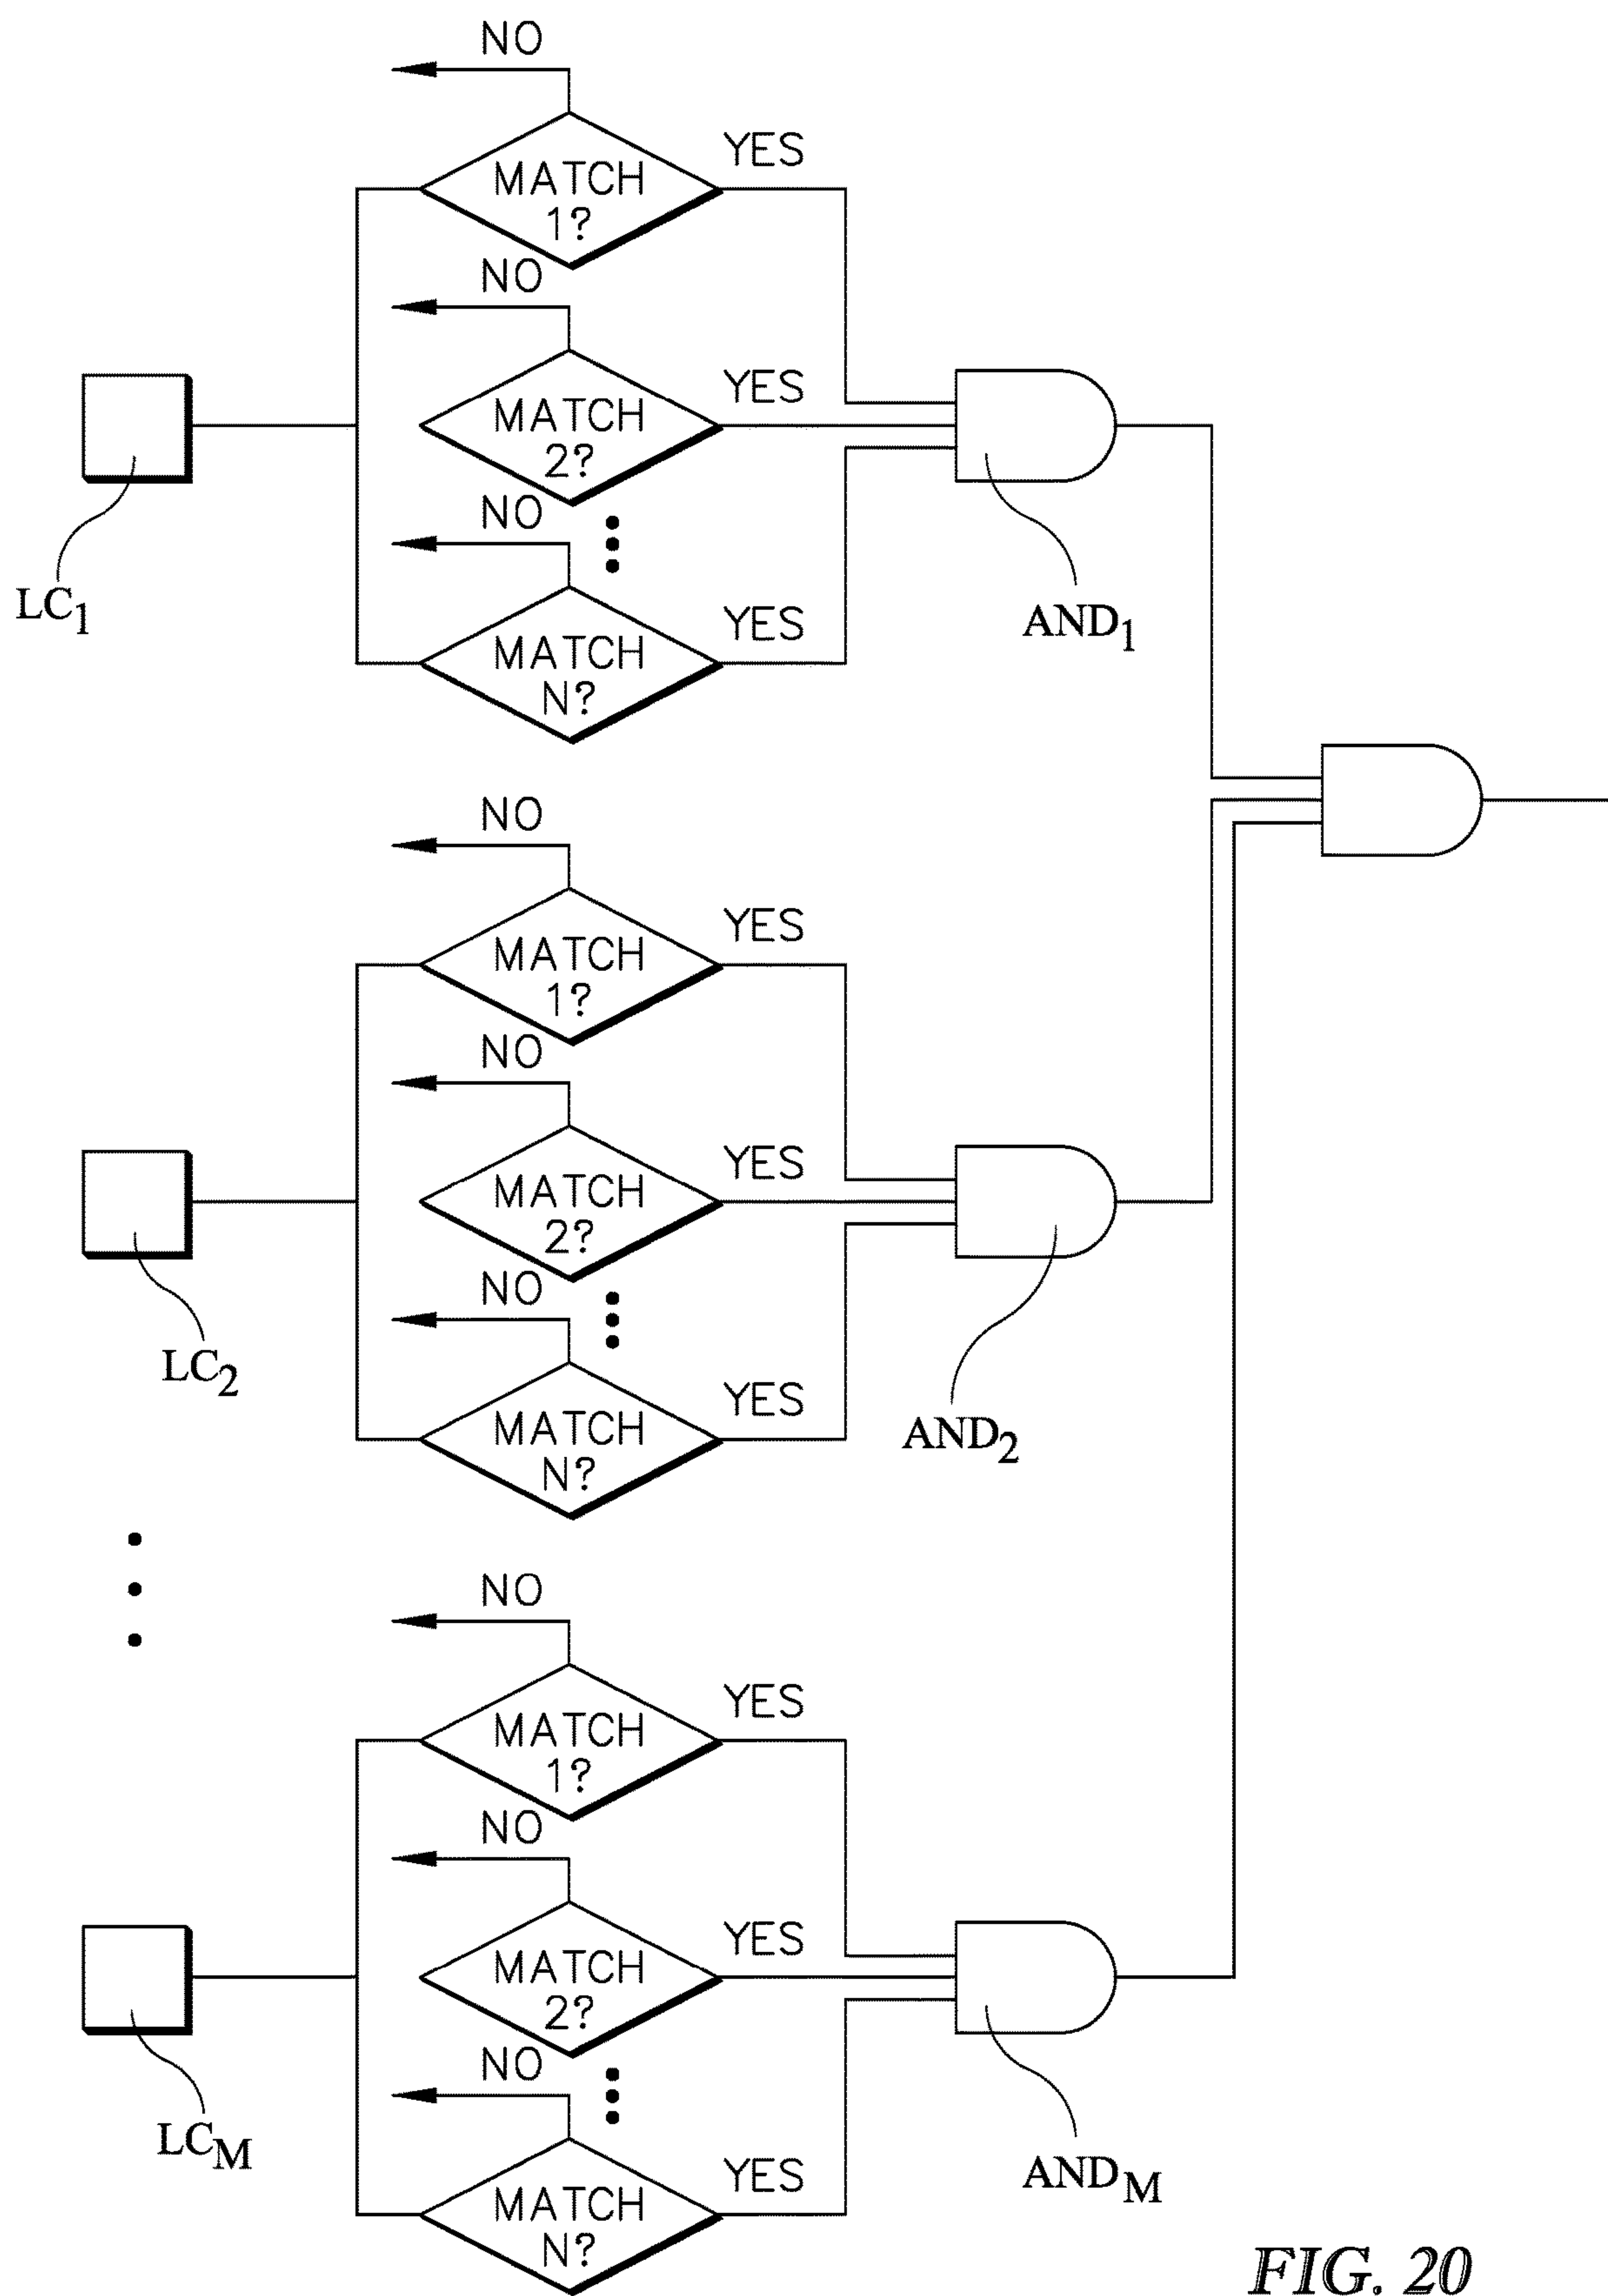 NO
YES
MATCH
1?
NO
YES
MATCH
2?
NO
YES
MATCH
N?
LC1
AND1
NO
YES
MATCH
1?
NO
YES
MATCH
2?
NO
YES
MATCH
N?
LC2
AND2
NO
YES
MATCH
1?
NO
YES
MATCH
2?
NO
YES
MATCH
N?
LCM
ANDM
FIG. 20